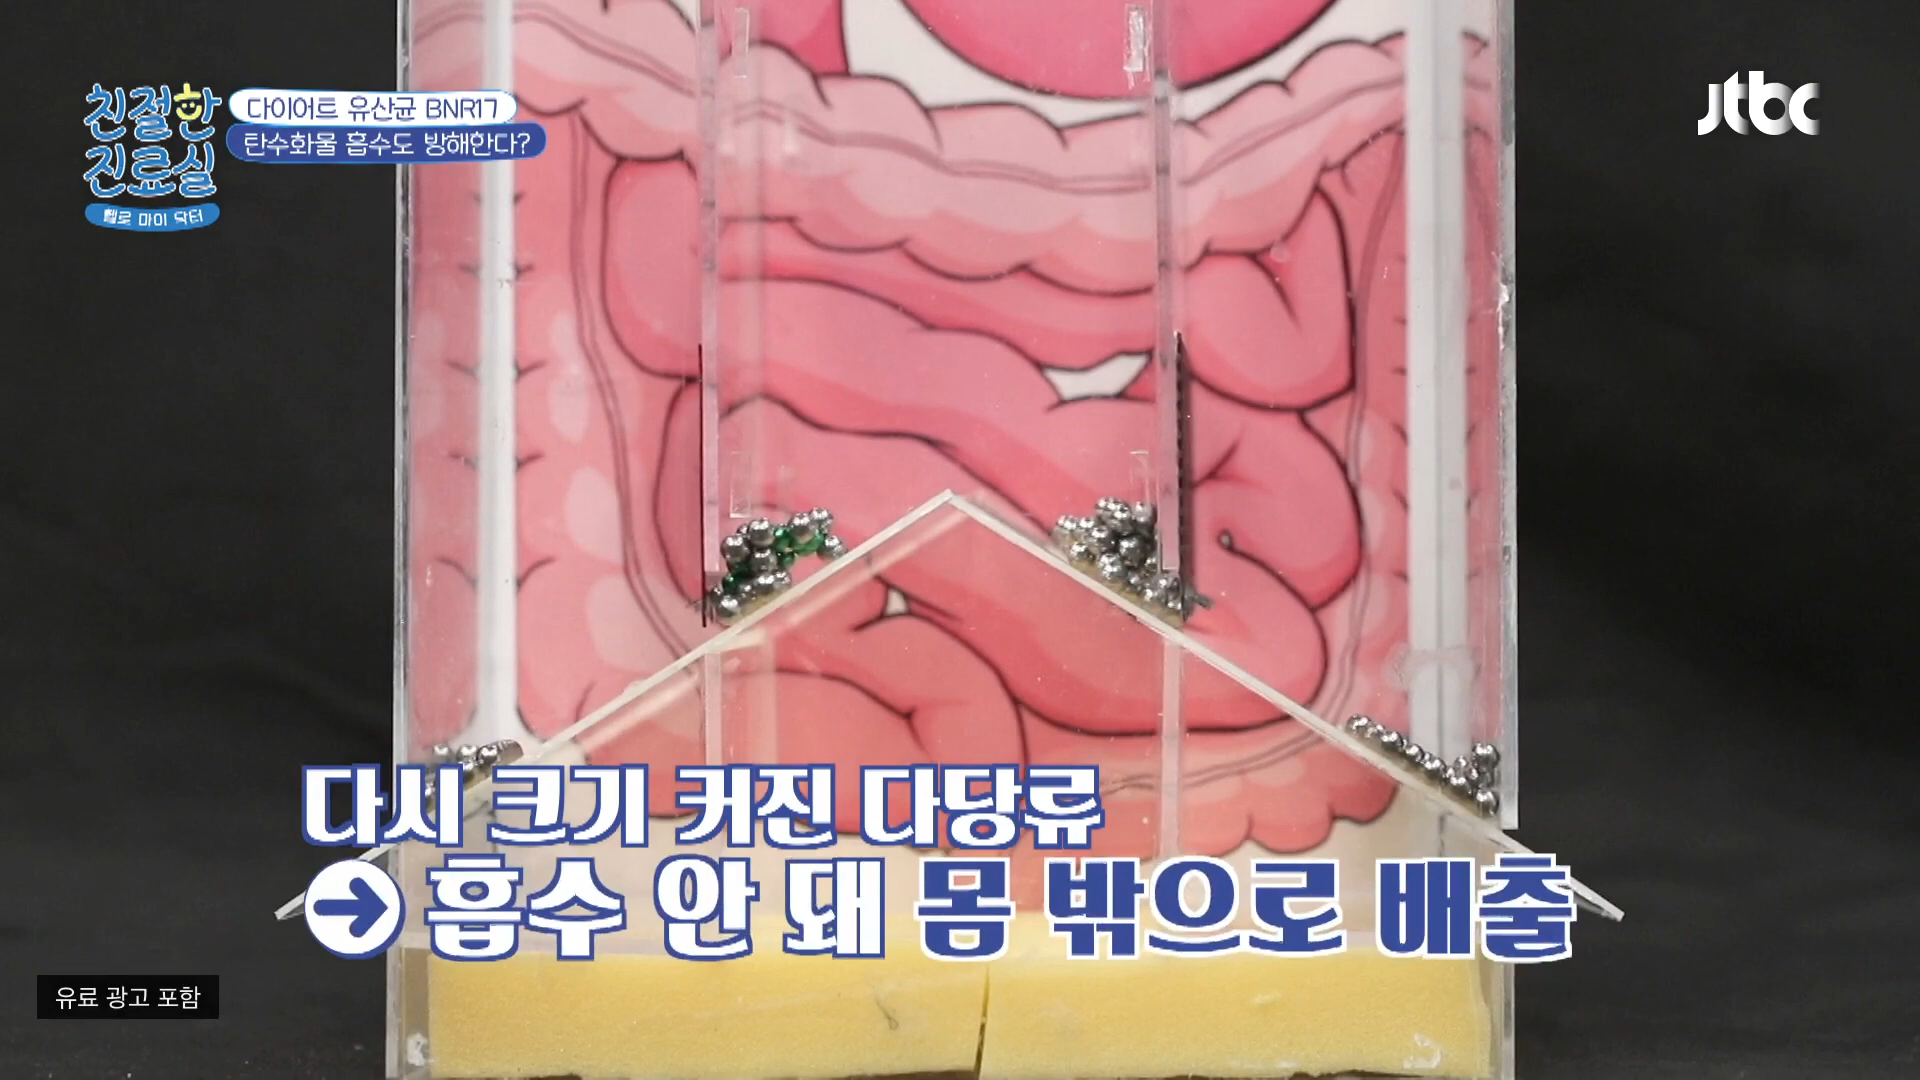 친절한
진료실
헬로 마이 닥터
다이어트 유산균 BNR17
탄수화물 흡수도 방해한다?
jtbc
다시 크기 커진 다당류
→ 흡수 안 돼 몸 밖으로 배출
유료 광고 포함